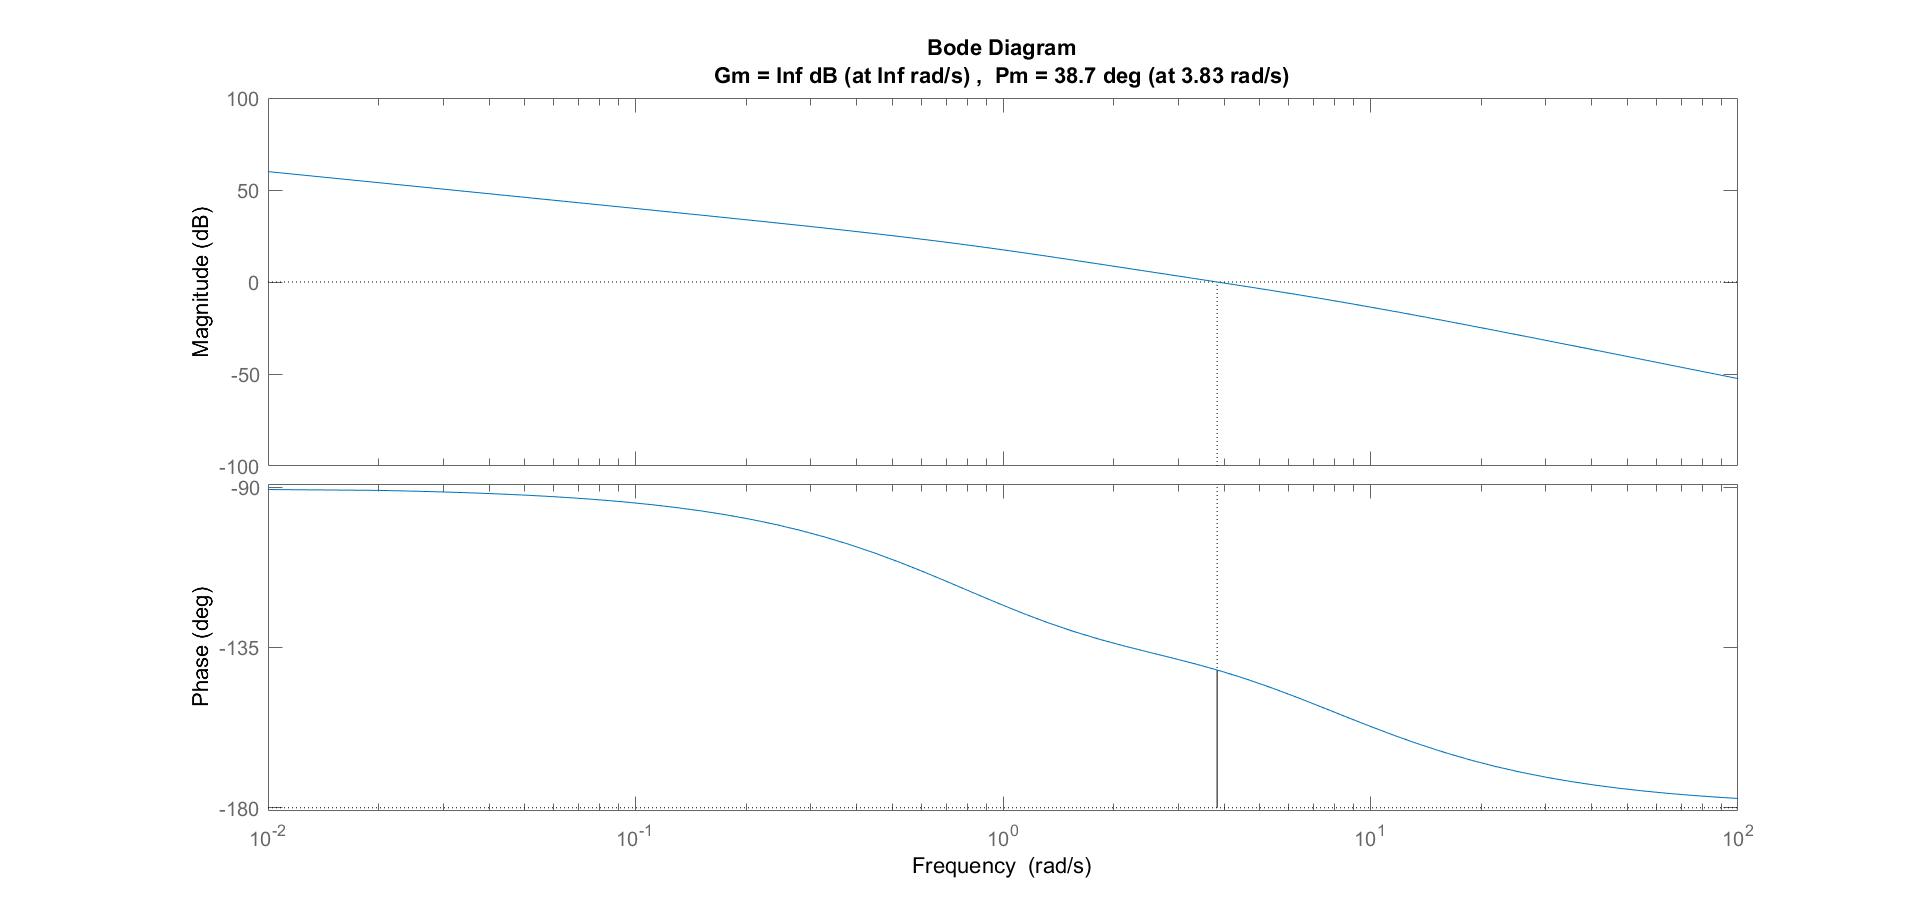 Bode Diagram
Gm = Inf dB (at Inf rad/s) ,  Pm = 38.7 deg (at 3.83 rad/s)
100
50
0
-50
-100
Magnitude (dB)
-90
-135
-180
Phase (deg)
10^-2 10^-1 10^0 10^1 10^2
Frequency  (rad/s)